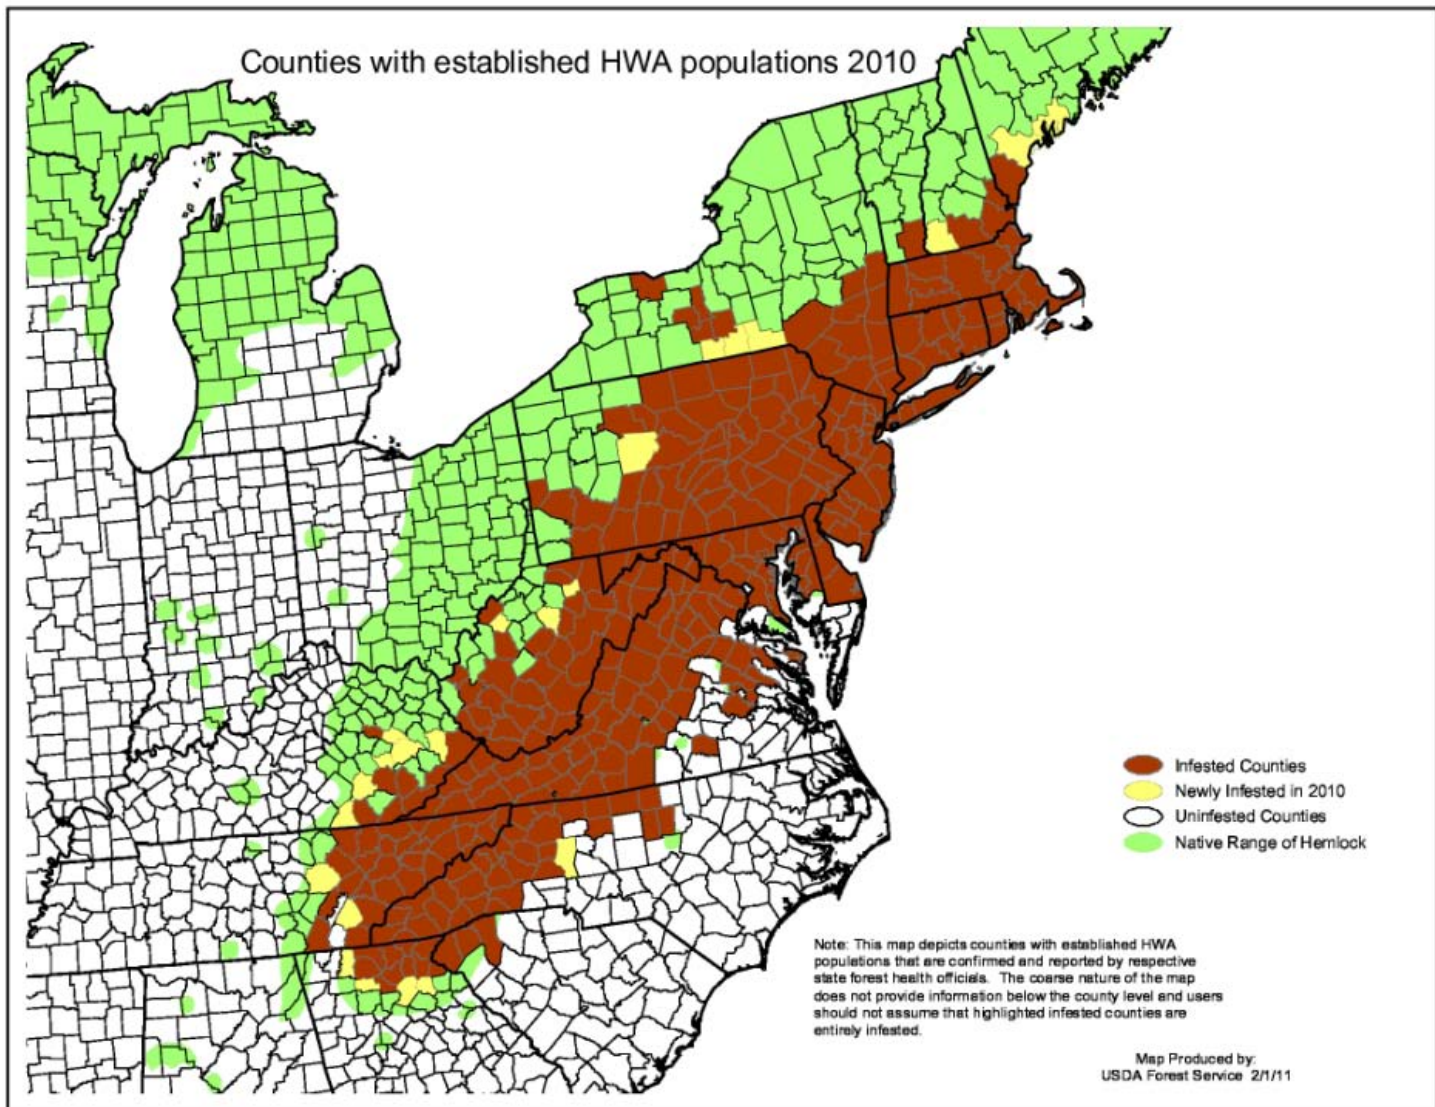 Counties with established HWA populations 2010
Infested Counties
Newly Infested in 2010
Uninfested Counties
Native Range of Hemlock
Note: This map depicts counties with established HWA
populations that are confirmed and reported by respective
state forest health officials. The coarse nature of the map
does not provide information below the county level and users
should not assume that highlighted infested counties are
entirely infested.
Map Produced by:
USDA Forest Service 2/1/11